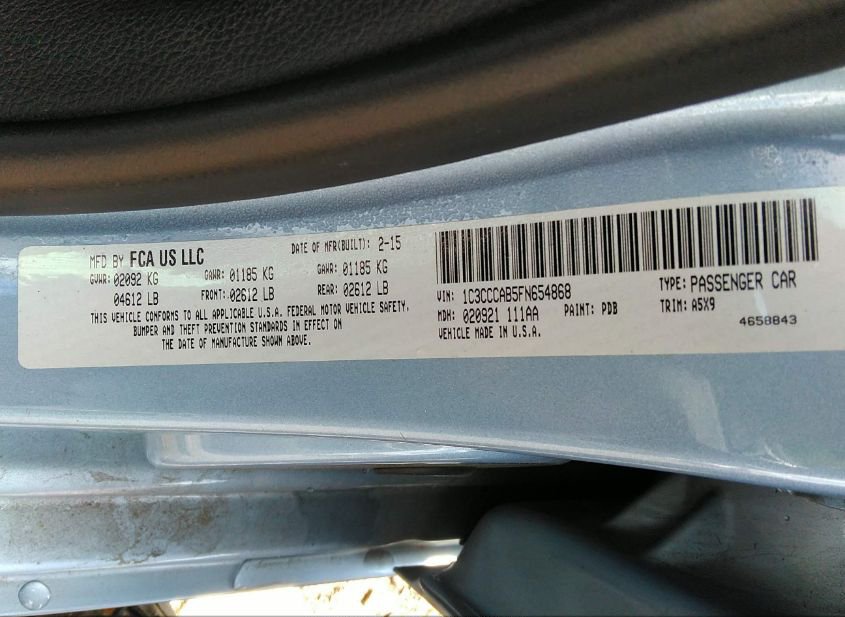 MFD BY FCA US LLC DATE OF MFR(BUILT): 2-15
GVWR: 02092 KG GAWR: 01185 KG GAWR: 01185 KG
04612 LB FRONT: 02612 LB REAR: 02612 LB
THIS VEHICLE CONFORMS TO ALL APPLICABLE U.S.A. FEDERAL MOTOR VEHICLE SAFETY,
BUMPER AND THEFT PREVENTION STANDARDS IN EFFECT ON
THE DATE OF MANUFACTURE SHOWN ABOVE.
VIN: 1C3CCCAB5FN654868 TYPE: PASSENGER CAR
MDH: 020921 111AA PAINT: PDB TRIM: A5X9
VEHICLE MADE IN U.S.A. 4658843